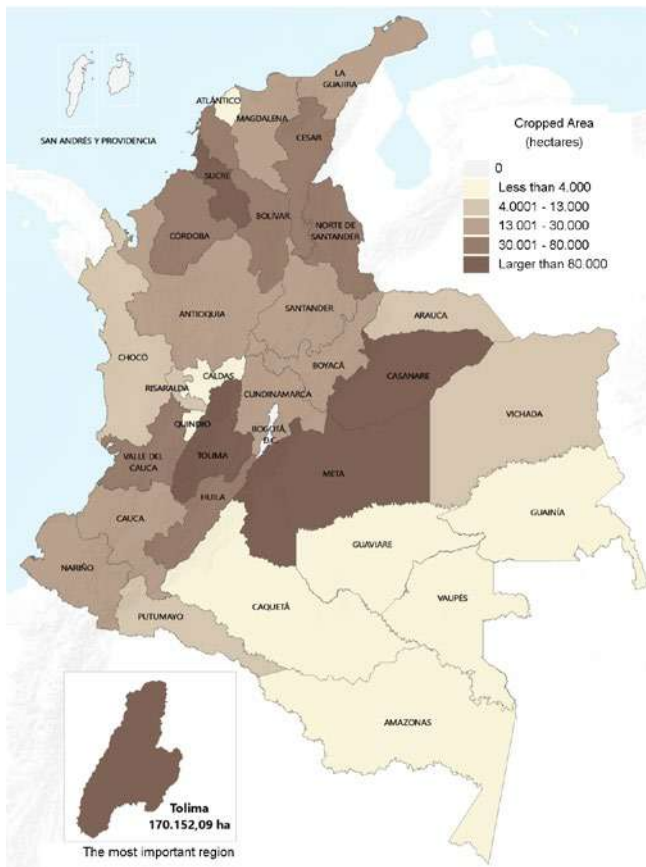 LA
GUAJIRA
ATLÁNTICO
MAGDALENA
SAN ANDRÉS Y PROVIDENCIA
CESAR
Cropped Area
(hectares)
0
Less than 4.000
4.0001 - 13.000
13.001 - 30.000
30.001 - 80.000
Larger than 80.000
SUCRE
BOLÍVAR
NORTE DE
SANTANDER
CÓRDOBA
ANTIOQUIA
SANTANDER
ARAUCA
CHOCÓ
BOYACÁ
CASANARE
CALDAS
RISARALDA
CUNDINAMARCA
VICHADA
QUINDIO
BOGOTÁ,
D.C.
VALLE DEL
CAUCA
TOLIMA
META
HUILA
GUAINÍA
CAUCA
GUAVIARE
NARIÑO
VAUPÉS
CAQUETÁ
PUTUMAYO
AMAZONAS
Tolima
170.152,09 ha
The most important region